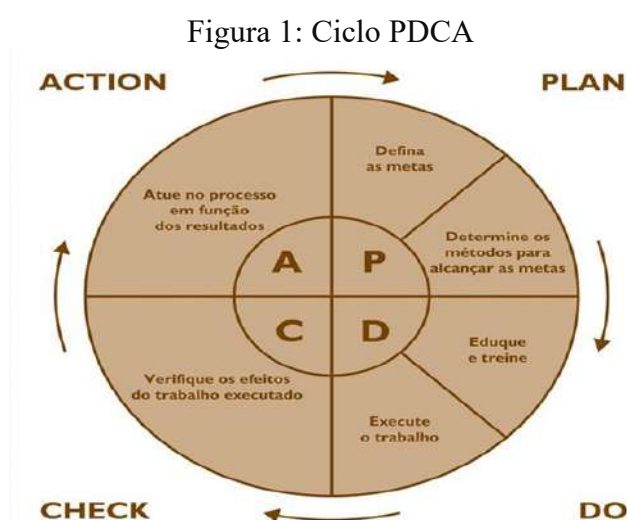 Figura 1: Ciclo PDCA
ACTION
PLAN
Defina
as metas
Atue no processo
em função
dos resultados
Determine os
métodos para
alcançar as metas
A
P
C
D
Eduque
e treine
Verifique os efeitos
do trabalho executado
Execute
o trabalho
CHECK
DO